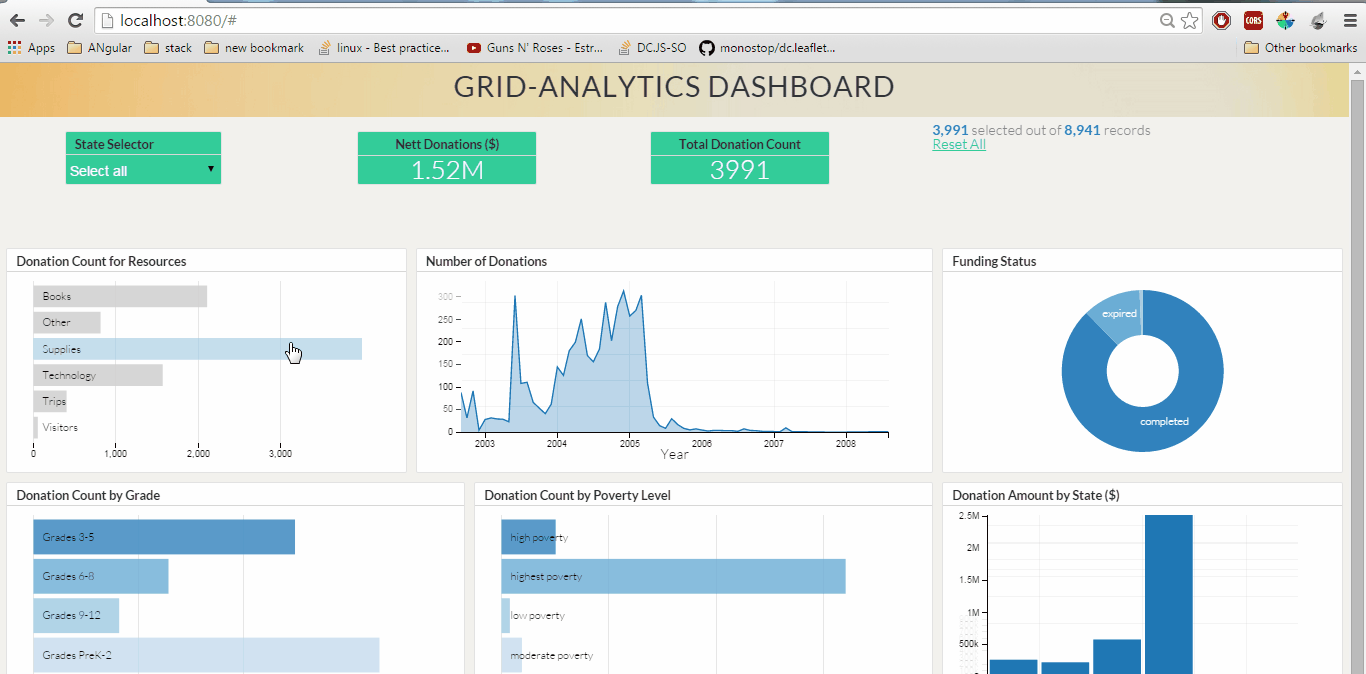 localhost:8080/#
CORS
Apps ANgular stack new bookmark linux - Best practice... Guns N' Roses - Estr... DCJS-SO monostop/dc.leaflet... Other bookmarks
GRID-ANALYTICS DASHBOARD
State Selector
Select all
Nett Donations ($)
1.52M
Total Donation Count
3991
3,991 selected out of 8,941 records
Reset All
Donation Count for Resources
Books
Other
Supplies
Technology
Trips
Visitors
0 1,000 2,000 3,000
Number of Donations
300
250
200
150
100
50
0
2003 2004 2005 2006 2007 2008
Year
Funding Status
expired
completed
Donation Count by Grade
Grades 3-5
Grades 6-8
Grades 9-12
Grades PreK-2
Donation Count by Poverty Level
high poverty
highest poverty
low poverty
moderate poverty
Donation Amount by State ($)
2.5M
2M
1.5M
1M
500k